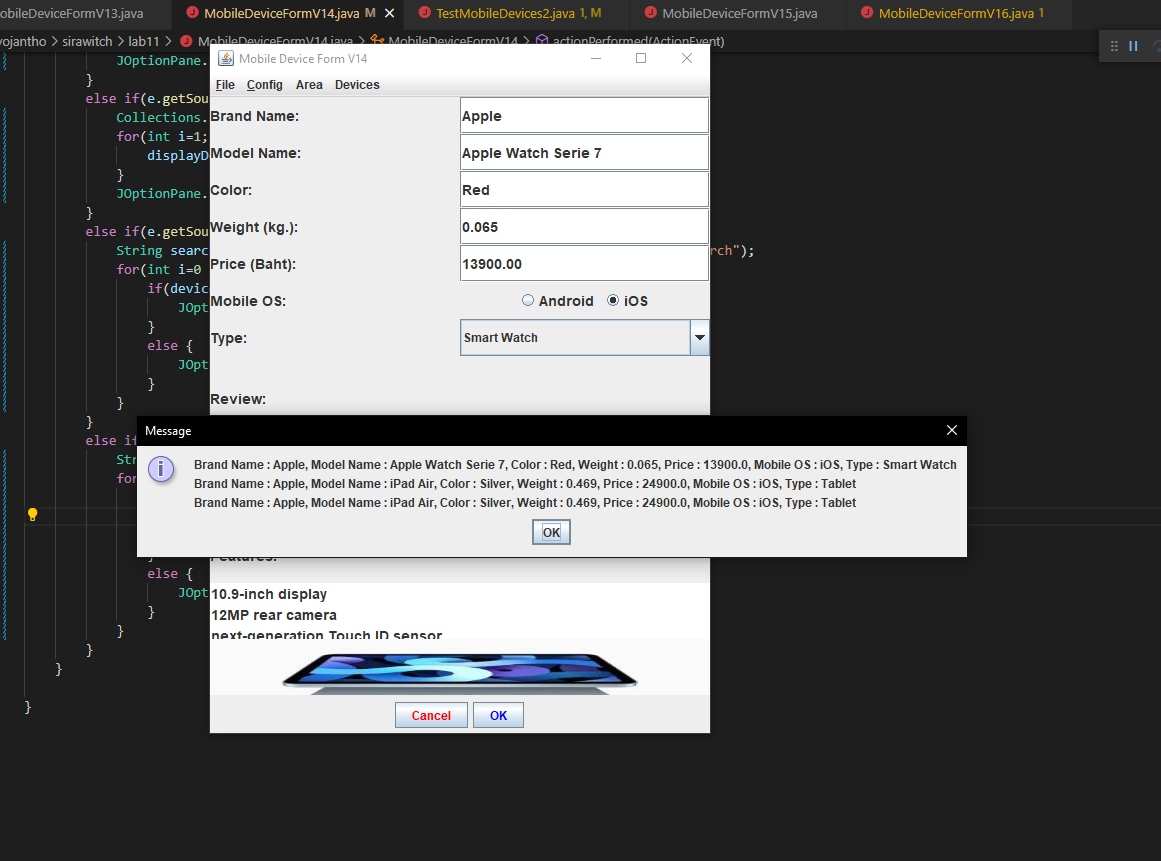 obileDeviceFormV13.java MobileDeviceFormV14.java M TestMobileDevices2.java 1, M MobileDeviceFormV15.java MobileDeviceFormV16.java 1
yojantho > sirawitch > lab11 > MobileDeviceFormV14.java > MobileDeviceFormV14 > actionPerformed(ActionEvent)
JOptionPane.
}
else if(e.getSou
Collections.
for(int i=1;
displayD
}
JOptionPane.
}
else if(e.getSou
String searc rch");
for(int i=0
if(devic
JOpt
}
else {
JOpt
}
}
}
else if
Str
for
else {
JOpt
}
}
}
}
}
Mobile Device Form V14
File Config Area Devices
Brand Name: Apple
Model Name: Apple Watch Serie 7
Color: Red
Weight (kg.): 0.065
Price (Baht): 13900.00
Mobile OS: Android iOS
Type: Smart Watch
Review:
Message
Brand Name : Apple, Model Name : Apple Watch Serie 7, Color : Red, Weight : 0.065, Price : 13900.0, Mobile OS : iOS, Type : Smart Watch
Brand Name : Apple, Model Name : iPad Air, Color : Silver, Weight : 0.469, Price : 24900.0, Mobile OS : iOS, Type : Tablet
Brand Name : Apple, Model Name : iPad Air, Color : Silver, Weight : 0.469, Price : 24900.0, Mobile OS : iOS, Type : Tablet
OK
Features:
10.9-inch display
12MP rear camera
next-generation Touch ID sensor
Cancel OK